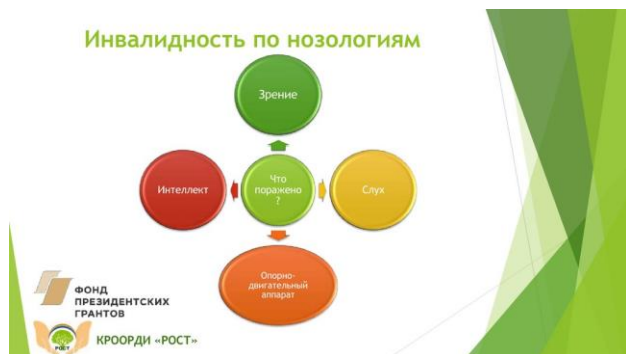 Инвалидность по нозологиям
Зрение
Интеллект
Что
поражено
?
Слух
Опорно-
двигательный
аппарат
ФОНД
ПРЕЗИДЕНТСКИХ
ГРАНТОВ
РОСТ
КРООРДИ «РОСТ»